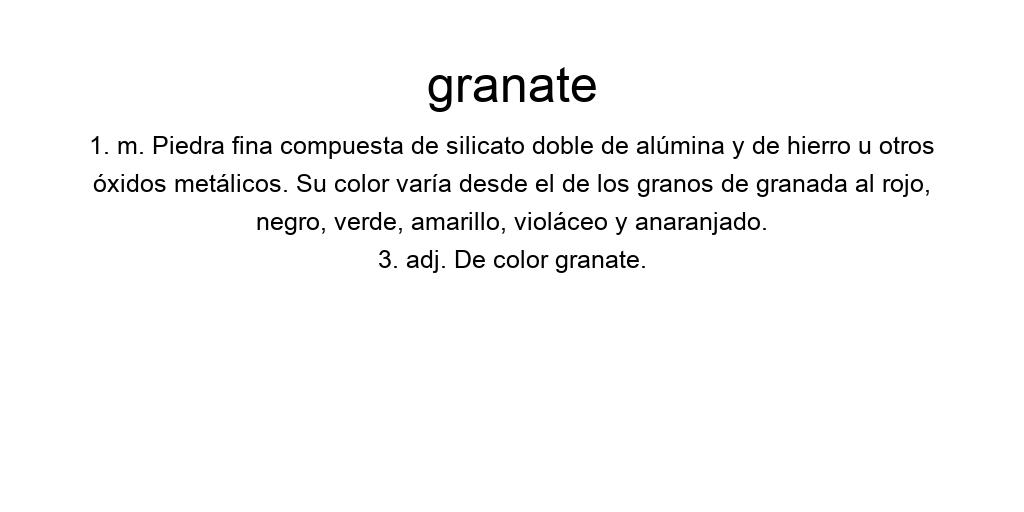 granate
1. m. Piedra fina compuesta de silicato doble de alúmina y de hierro u otros
óxidos metálicos. Su color varía desde el de los granos de granada al rojo,
negro, verde, amarillo, violáceo y anaranjado.
3. adj. De color granate.